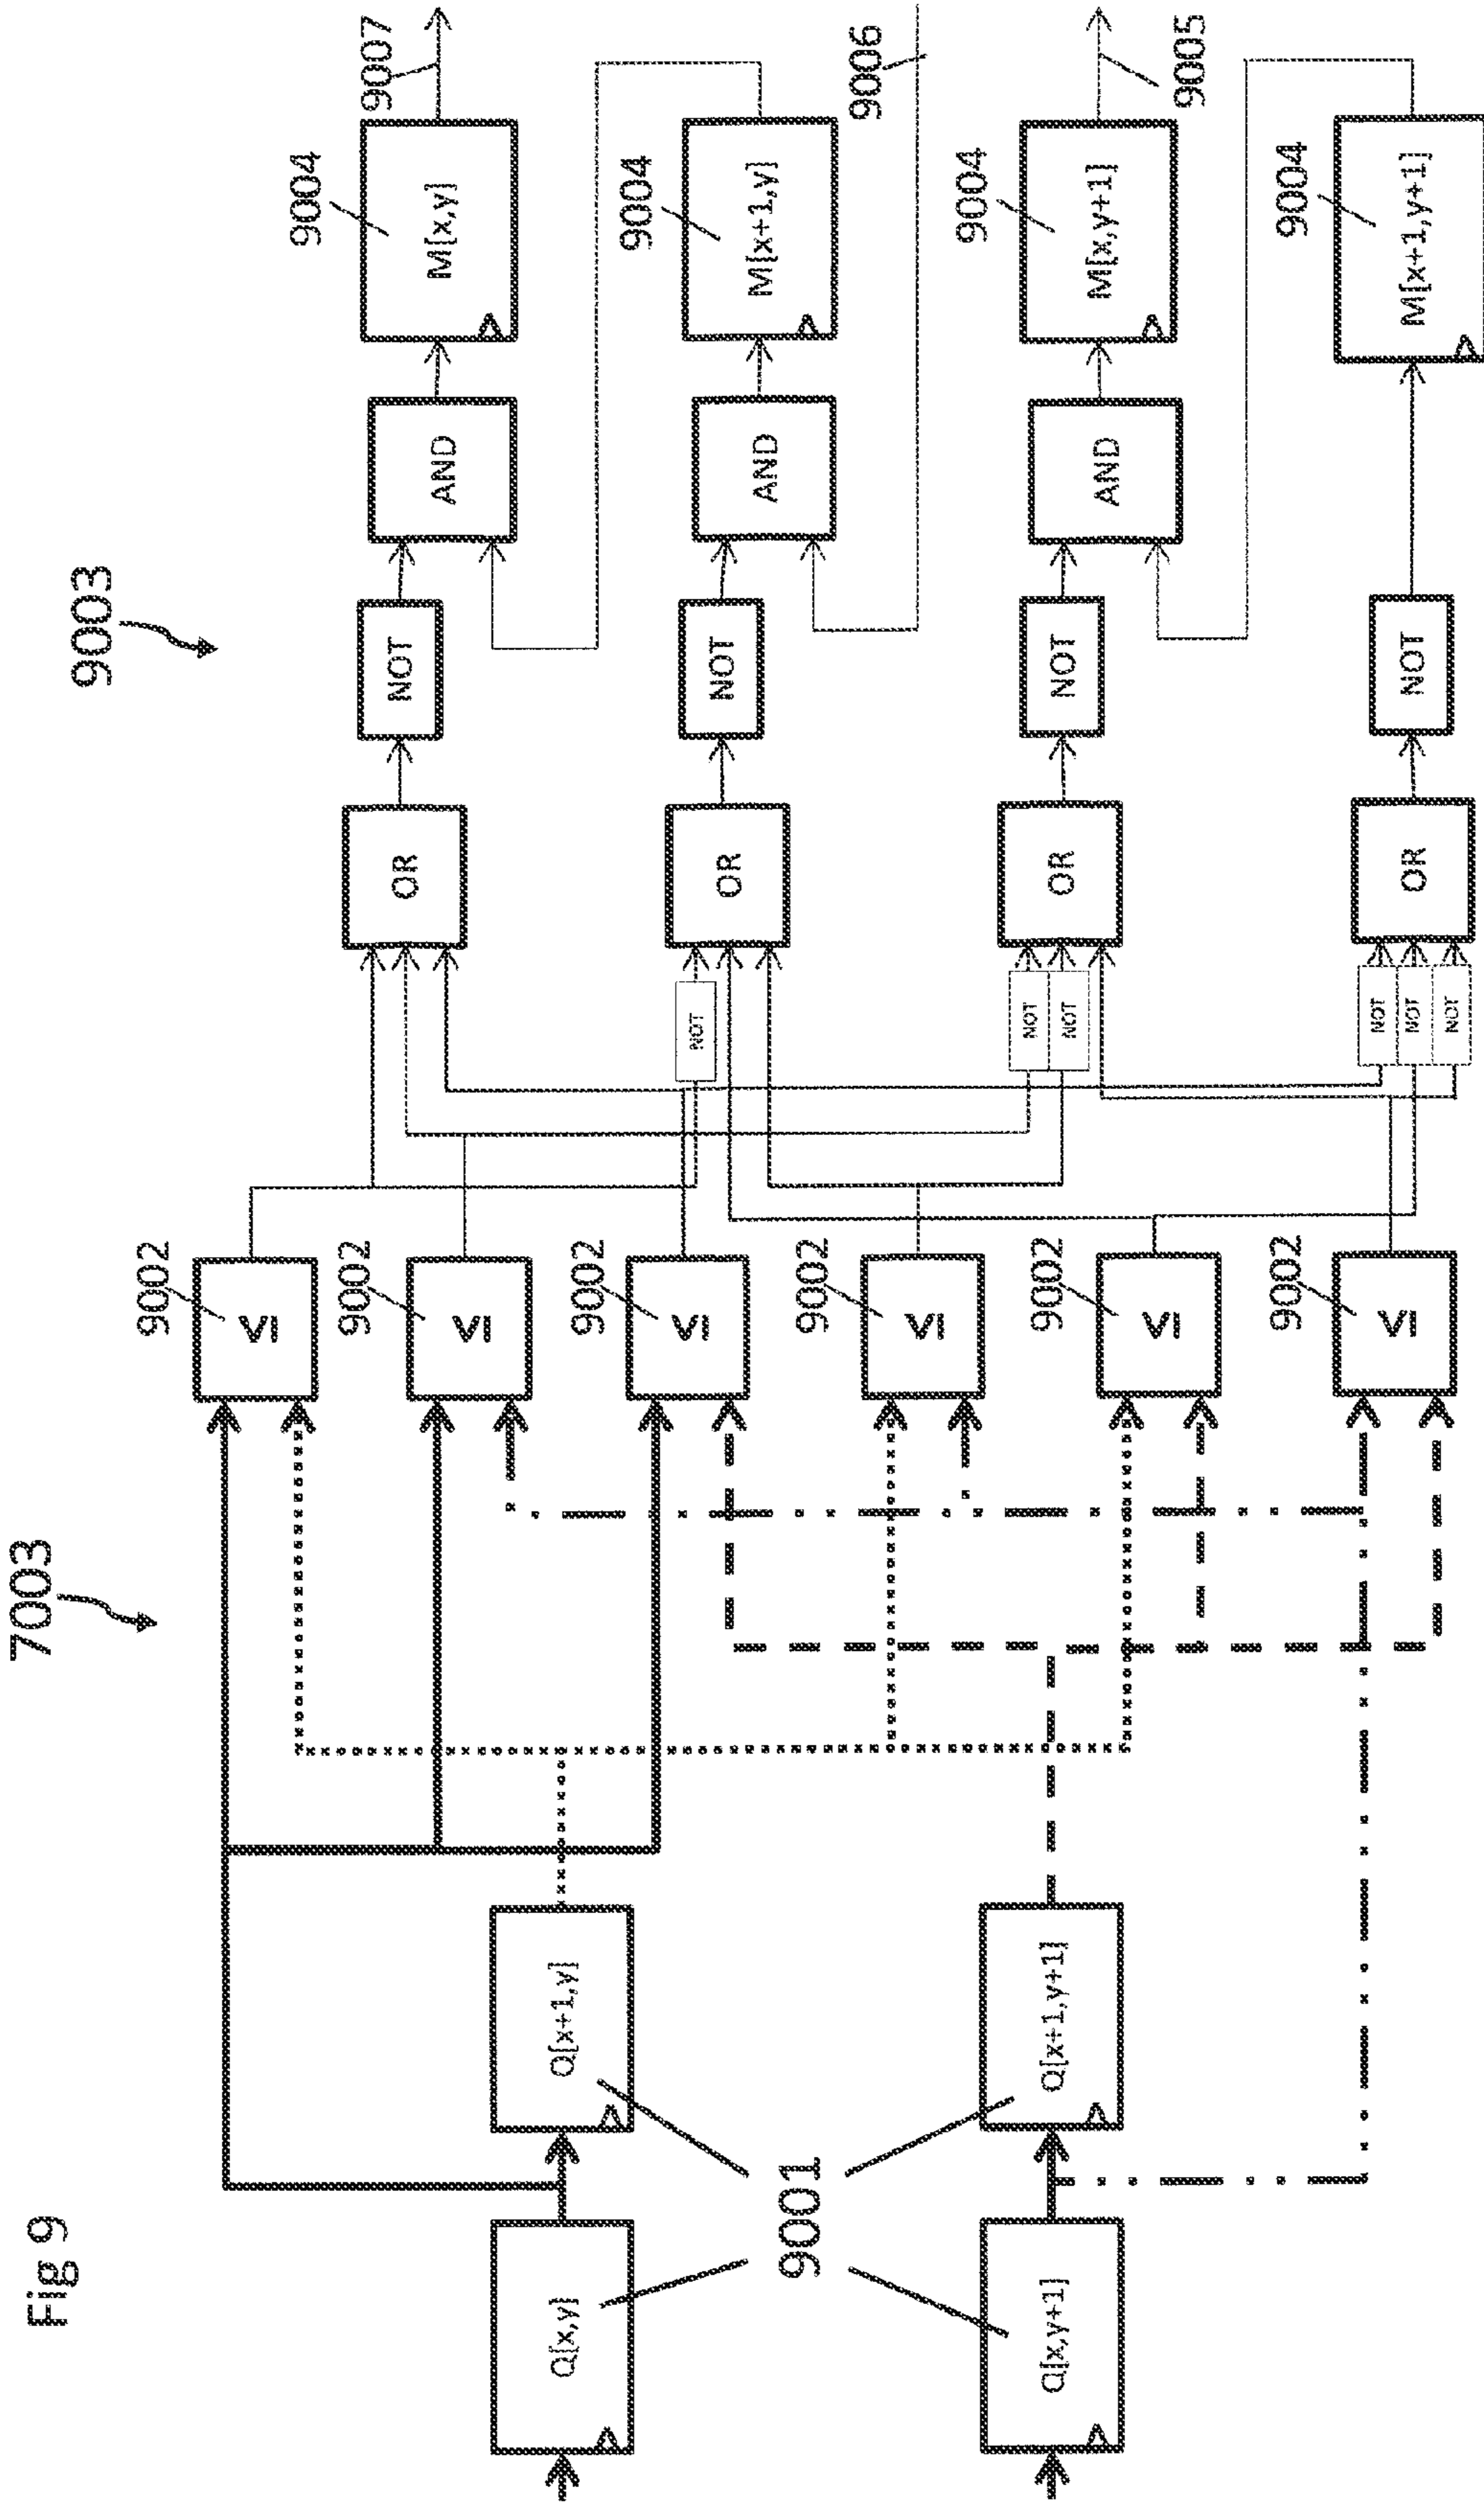 Fig 9
7003
9003
Q[x,y]
Q[x+1,y]
Q[x,y+1]
Q[x+1,y+1]
9001
9002
≤
9002
≤
9002
≤
9002
≤
9002
≤
9002
≤
OR
NOT
AND
9004
M[x,y]
9007
NOT
OR
NOT
AND
9004
M[x+1,y]
9006
NOT
NOT
OR
NOT
AND
9004
M[x,y+1]
9005
NOT
NOT
NOT
OR
NOT
9004
M[x+1,y+1]